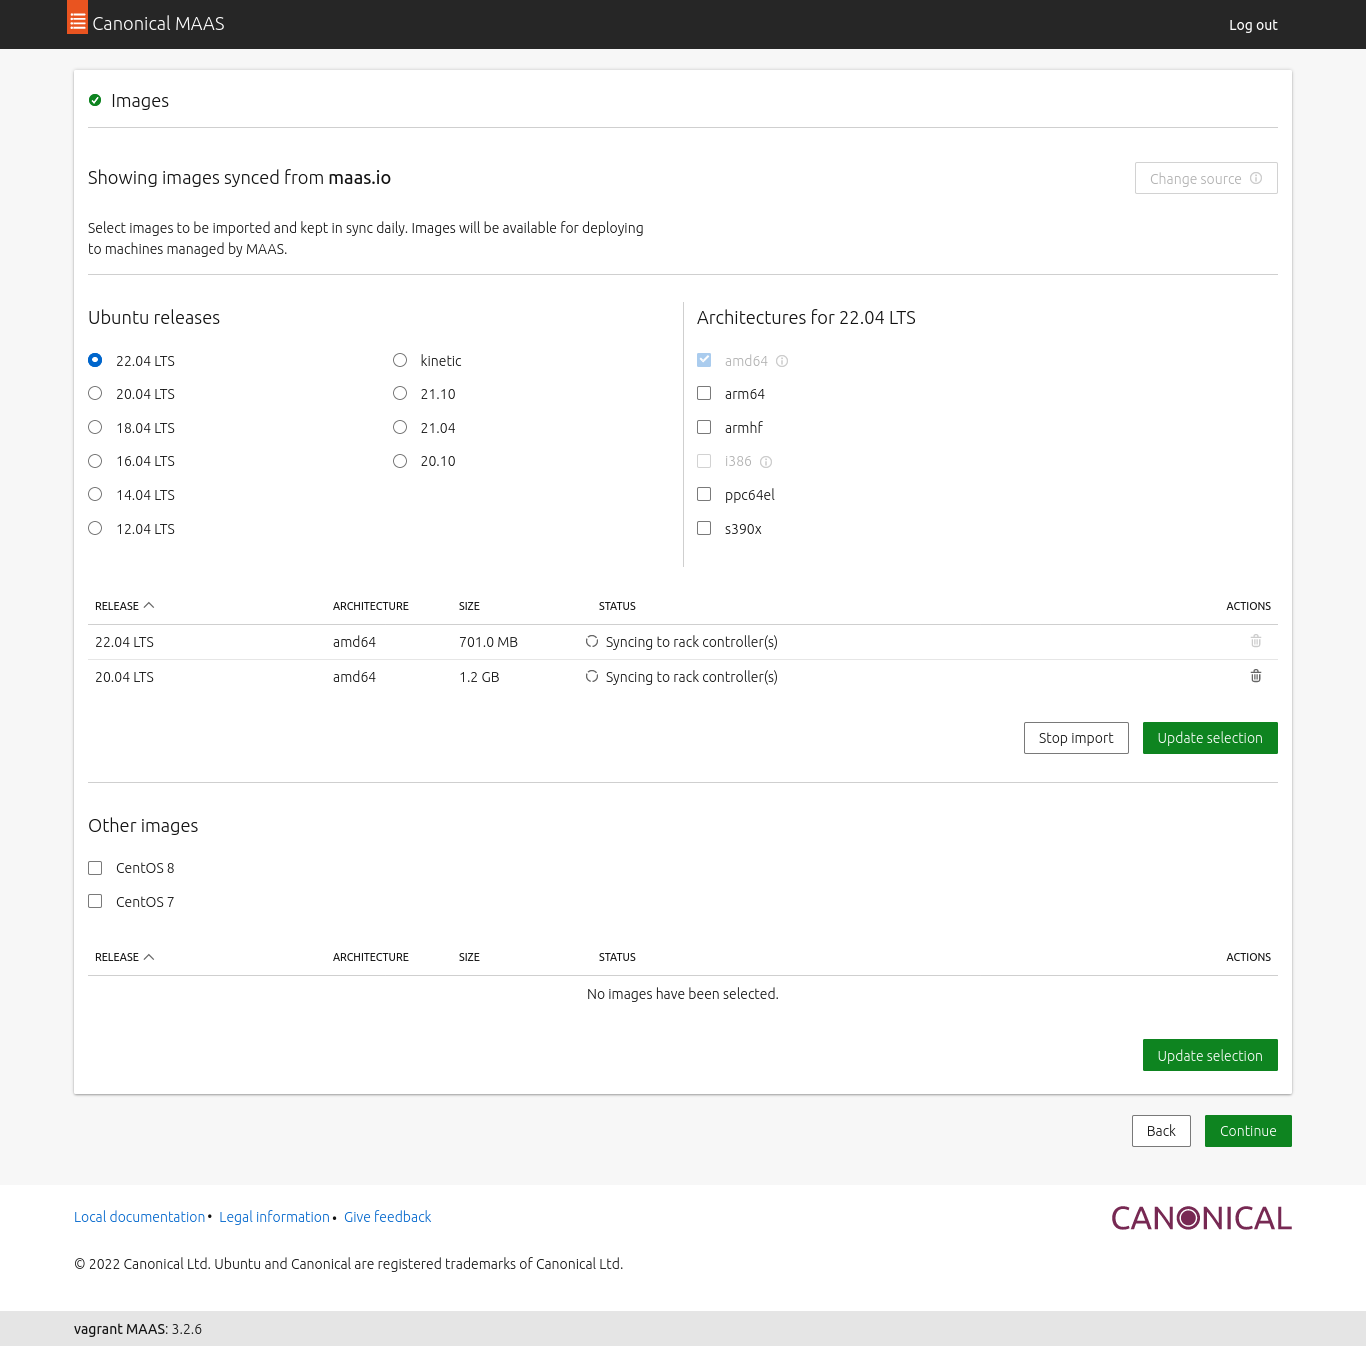 Canonical MAAS
Log out
Images
Showing images synced from maas.io
Change source
Select images to be imported and kept in sync daily. Images will be available for deploying
to machines managed by MAAS.
Ubuntu releases
22.04 LTS
20.04 LTS
18.04 LTS
16.04 LTS
14.04 LTS
12.04 LTS
kinetic
21.10
21.04
20.10
Architectures for 22.04 LTS
amd64
arm64
armhf
i386
ppc64el
s390x
RELEASE ARCHITECTURE SIZE STATUS ACTIONS
22.04 LTS amd64 701.0 MB Syncing to rack controller(s)
20.04 LTS amd64 1.2 GB Syncing to rack controller(s)
Stop import Update selection
Other images
CentOS 8
CentOS 7
RELEASE ARCHITECTURE SIZE STATUS ACTIONS
No images have been selected.
Update selection
Back Continue
Local documentation • Legal information • Give feedback
CANONICAL
© 2022 Canonical Ltd. Ubuntu and Canonical are registered trademarks of Canonical Ltd.
vagrant MAAS: 3.2.6